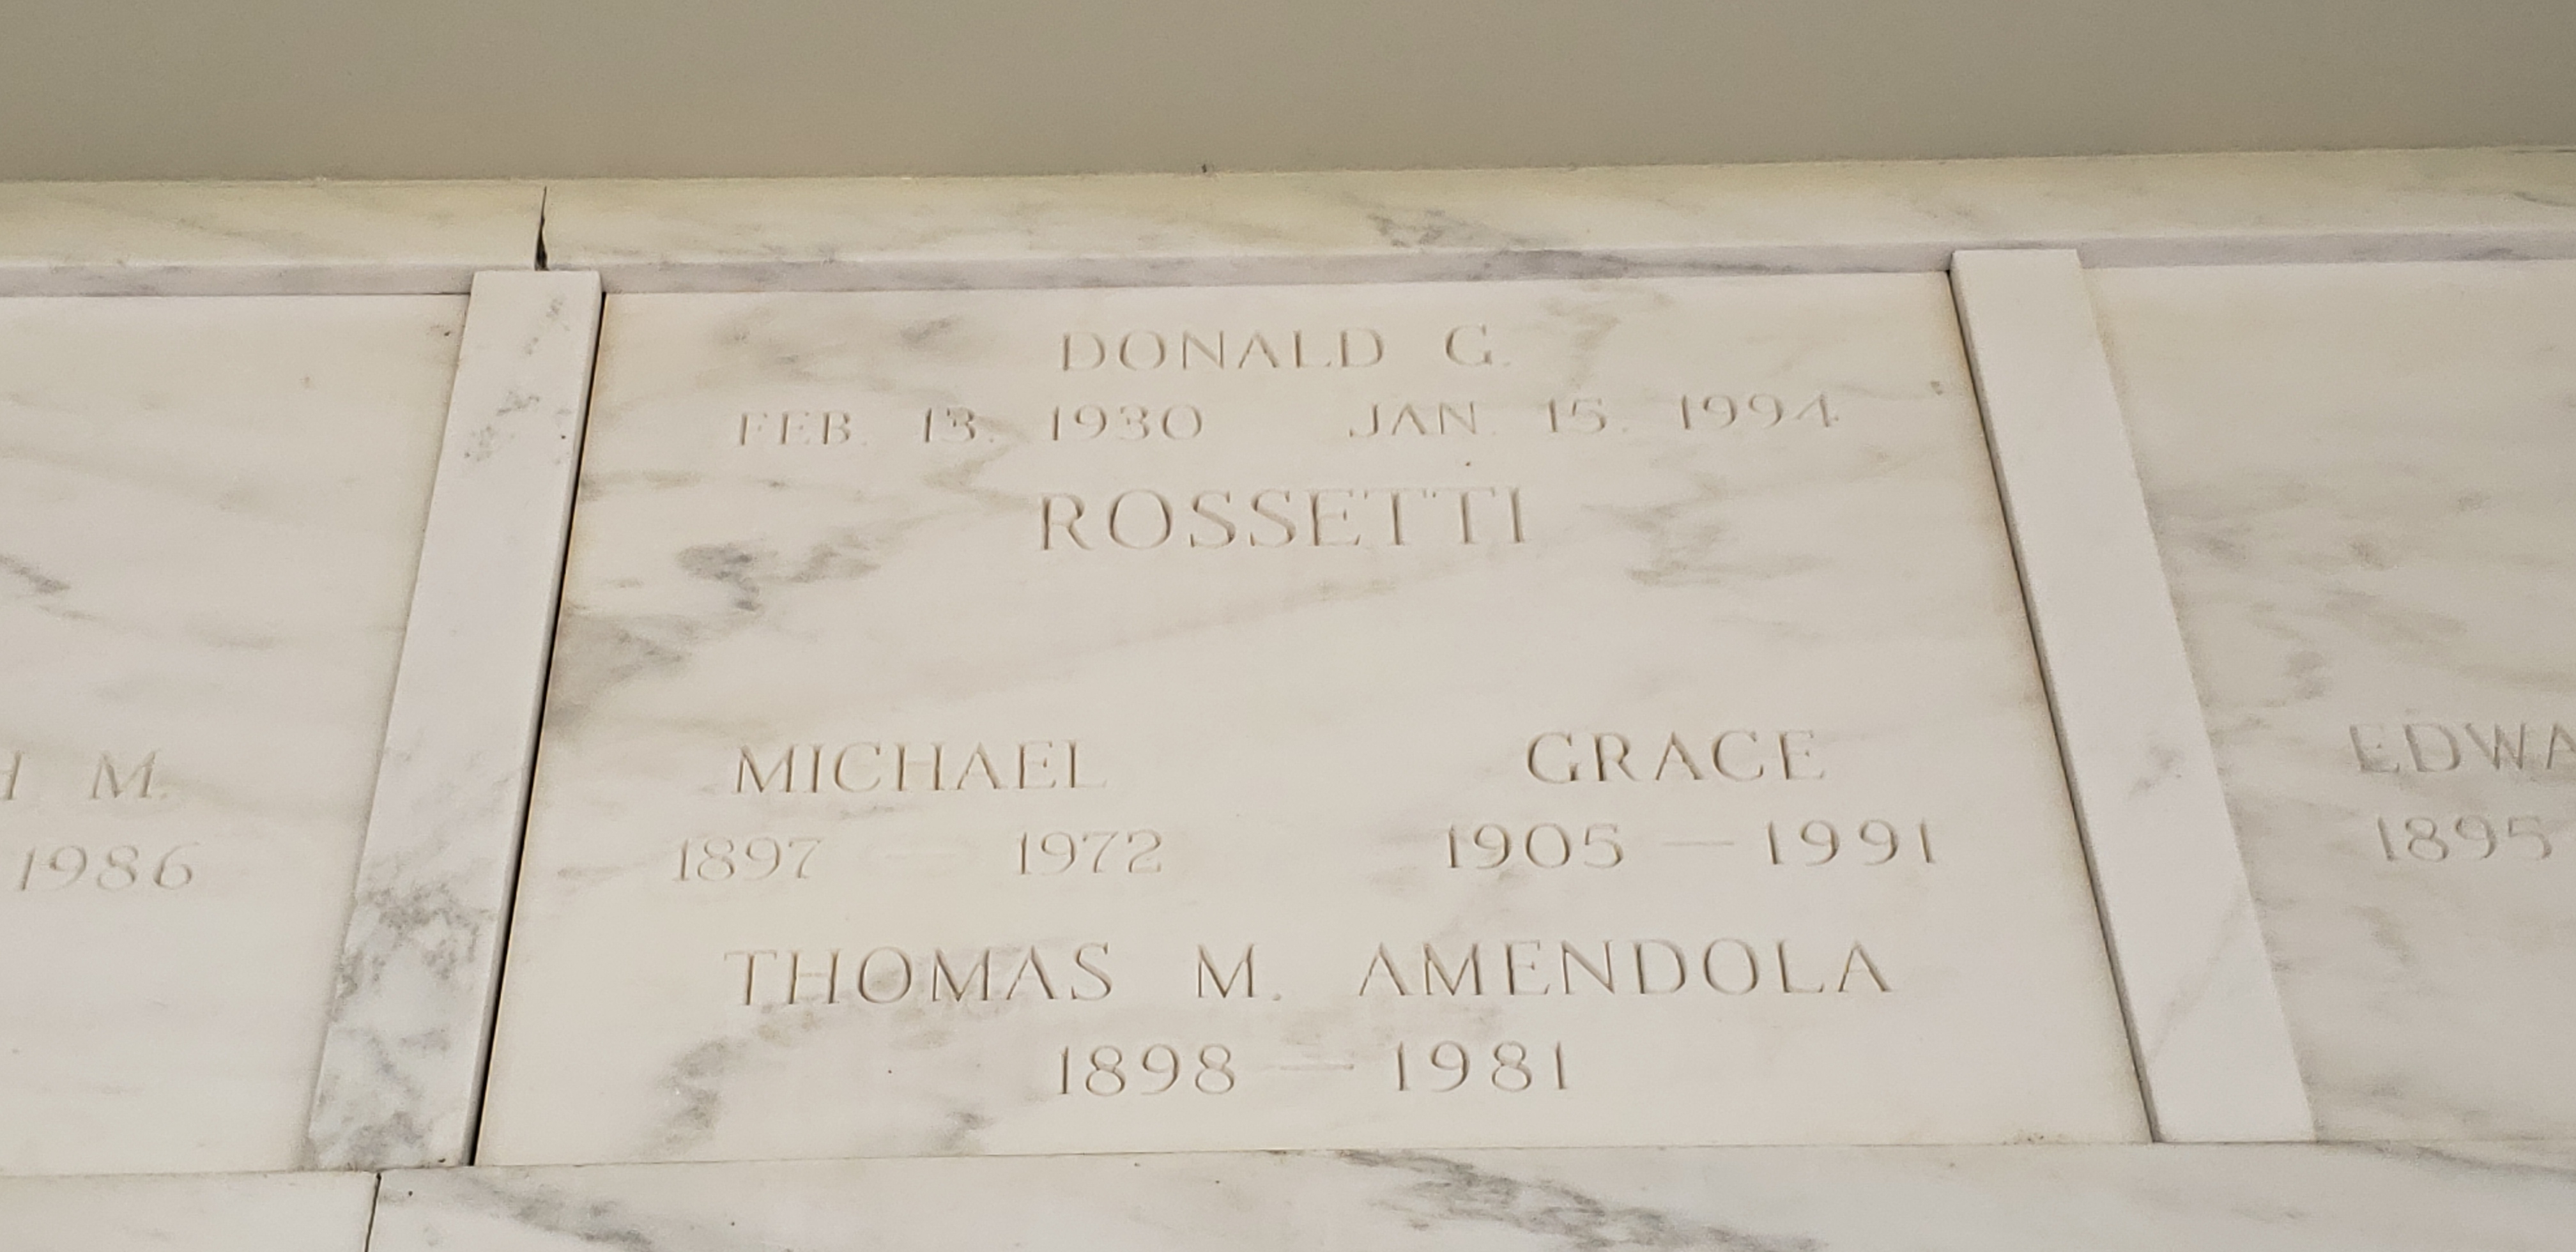 DONALD G.
FEB. 13. 1930 JAN. 15. 1994
ROSSETTI
MICHAEL GRACE
1897 — 1972 1905 — 1991
THOMAS M. AMENDOLA
1898 — 1981
M.
1986
1895